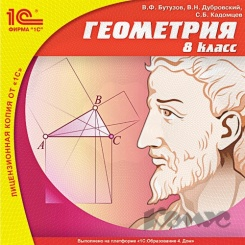 1С®
ФИРМА "1С"
В.Ф. Бутузов, В.Н. Дубровский,
С.Б. Кадомцев
ГЕОМЕТРИЯ
8 класс
ЛИЦЕНЗИОННАЯ КОПИЯ ОТ «1С»
B
A
C
Выполнено на платформе «1С:Образование 4. Дом»